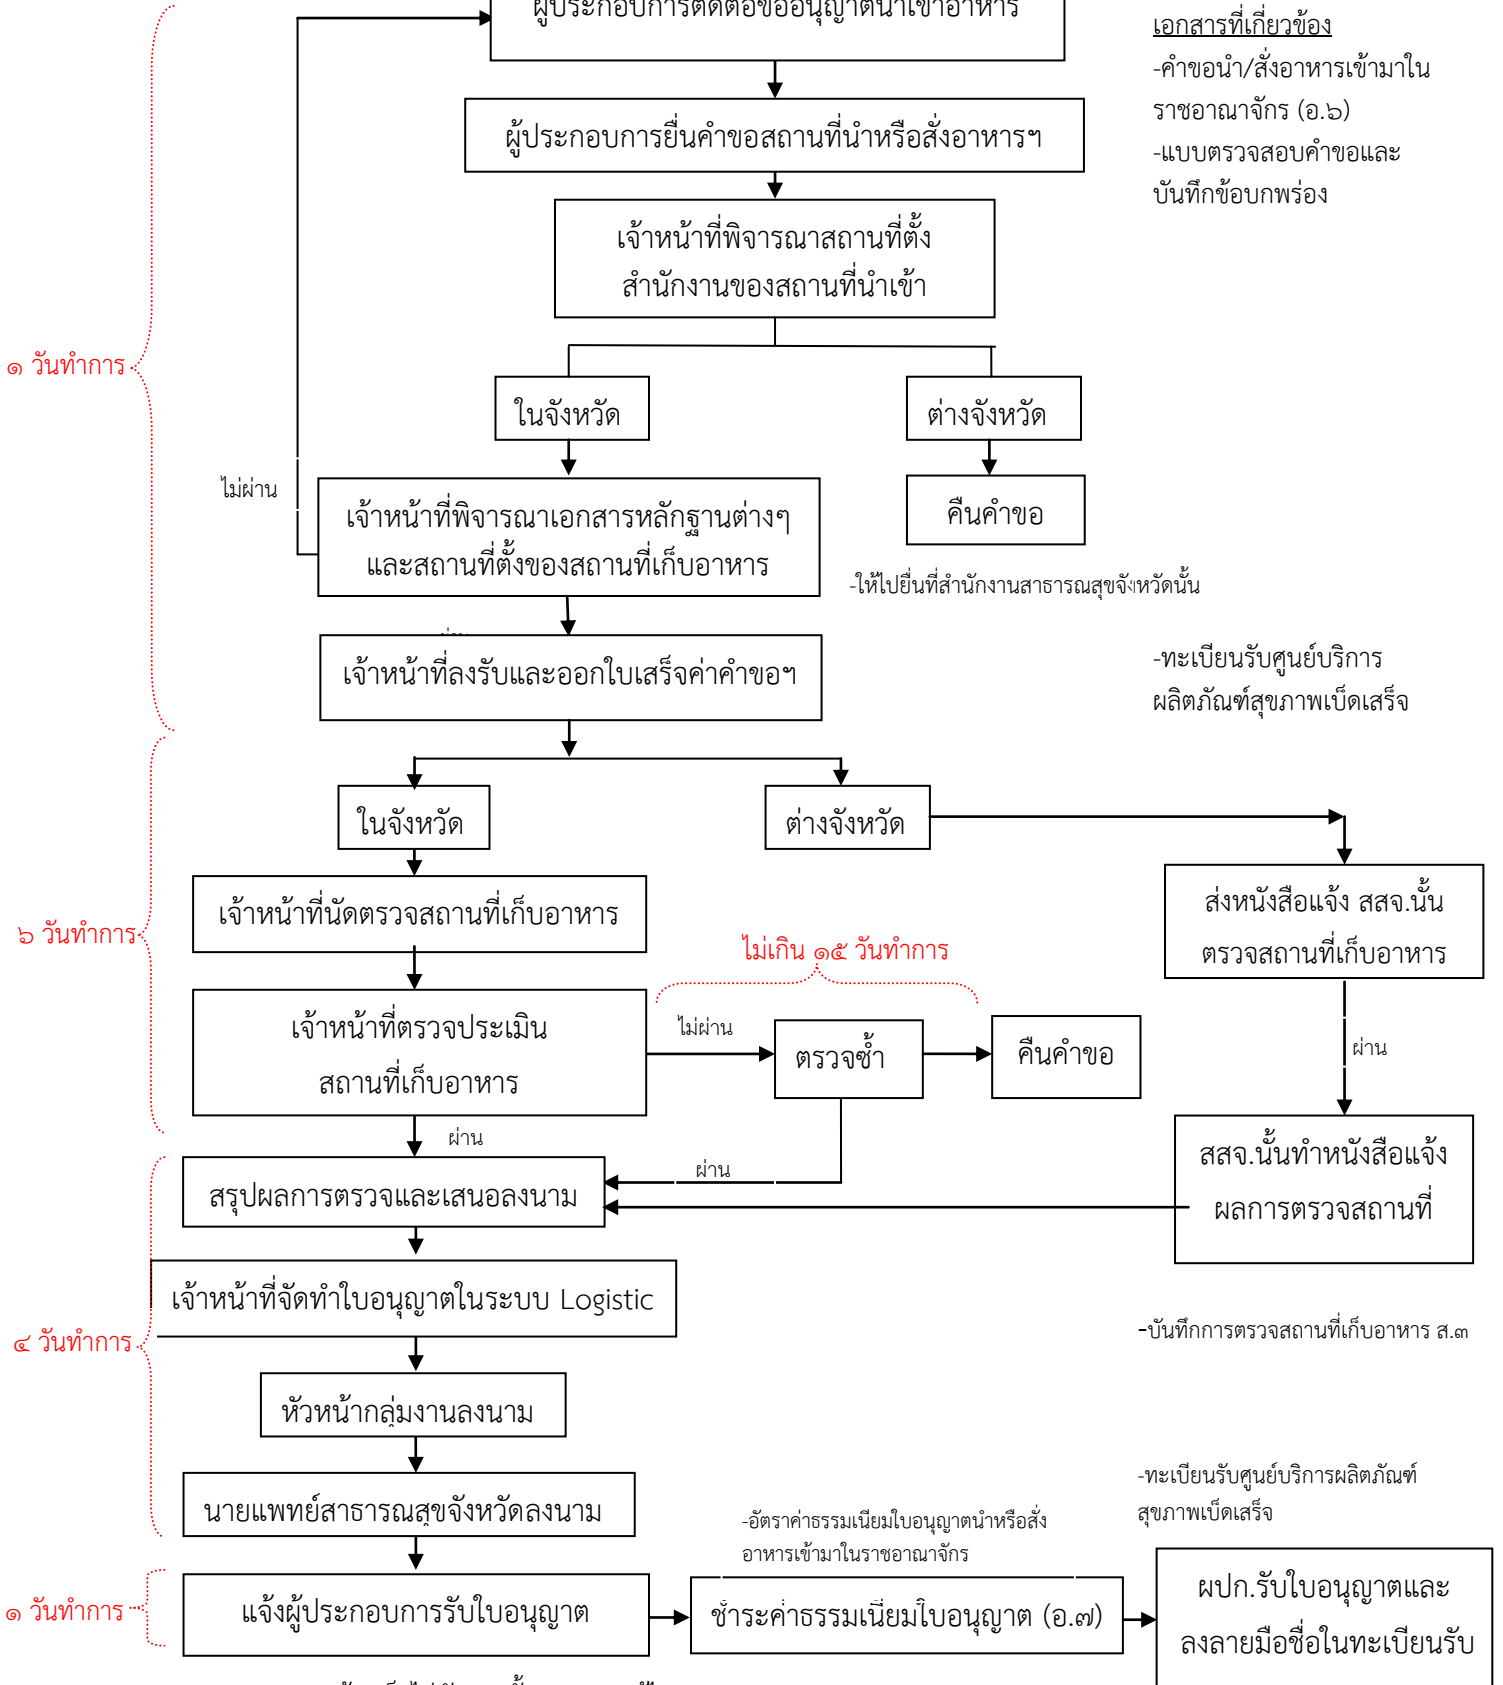 ผู้ประกอบการติดต่อขออนุญาตนำเข้าอาหาร
เอกสารที่เกี่ยวข้อง
-คำขอนำ/สั่งอาหารเข้ามาใน
ราชอาณาจักร (อ.๖)
-แบบตรวจสอบคำขอและ
บันทึกข้อบกพร่อง
ผู้ประกอบการยื่นคำขอสถานที่นำหรือสั่งอาหารฯ
เจ้าหน้าที่พิจารณาสถานที่ตั้ง
สำนักงานของสถานที่นำเข้า
๑ วันทำการ
ในจังหวัด
ต่างจังหวัด
ไม่ผ่าน
เจ้าหน้าที่พิจารณาเอกสารหลักฐานต่างๆ
และสถานที่ตั้งของสถานที่เก็บอาหาร
คืนคำขอ
-ให้ไปยื่นที่สำนักงานสาธารณสุขจังหวัดนั้น
เจ้าหน้าที่ลงรับและออกใบเสร็จค่าคำขอฯ
-ทะเบียนรับศูนย์บริการ
ผลิตภัณฑ์สุขภาพเบ็ดเสร็จ
ในจังหวัด
ต่างจังหวัด
๖ วันทำการ
เจ้าหน้าที่นัดตรวจสถานที่เก็บอาหาร
ส่งหนังสือแจ้ง สสจ.นั้น
ตรวจสถานที่เก็บอาหาร
ไม่เกิน ๑๕ วันทำการ
เจ้าหน้าที่ตรวจประเมิน
สถานที่เก็บอาหาร
ไม่ผ่าน
ตรวจซ้ำ
คืนคำขอ
ผ่าน
ผ่าน
ผ่าน
สรุปผลการตรวจและเสนอลงนาม
สสจ.นั้นทำหนังสือแจ้ง
ผลการตรวจสถานที่
เจ้าหน้าที่จัดทำใบอนุญาตในระบบ Logistic
๔ วันทำการ
-บันทึกการตรวจสถานที่เก็บอาหาร ส.๓
หัวหน้ากลุ่มงานลงนาม
นายแพทย์สาธารณสุขจังหวัดลงนาม
-อัตราค่าธรรมเนียมใบอนุญาตนำหรือสั่ง
อาหารเข้ามาในราชอาณาจักร
-ทะเบียนรับศูนย์บริการผลิตภัณฑ์
สุขภาพเบ็ดเสร็จ
๑ วันทำการ
แจ้งผู้ประกอบการรับใบอนุญาต
ชำระค่าธรรมเนียมใบอนุญาต (อ.๗)
ผปก.รับใบอนุญาตและ
ลงลายมือชื่อในทะเบียนรับ